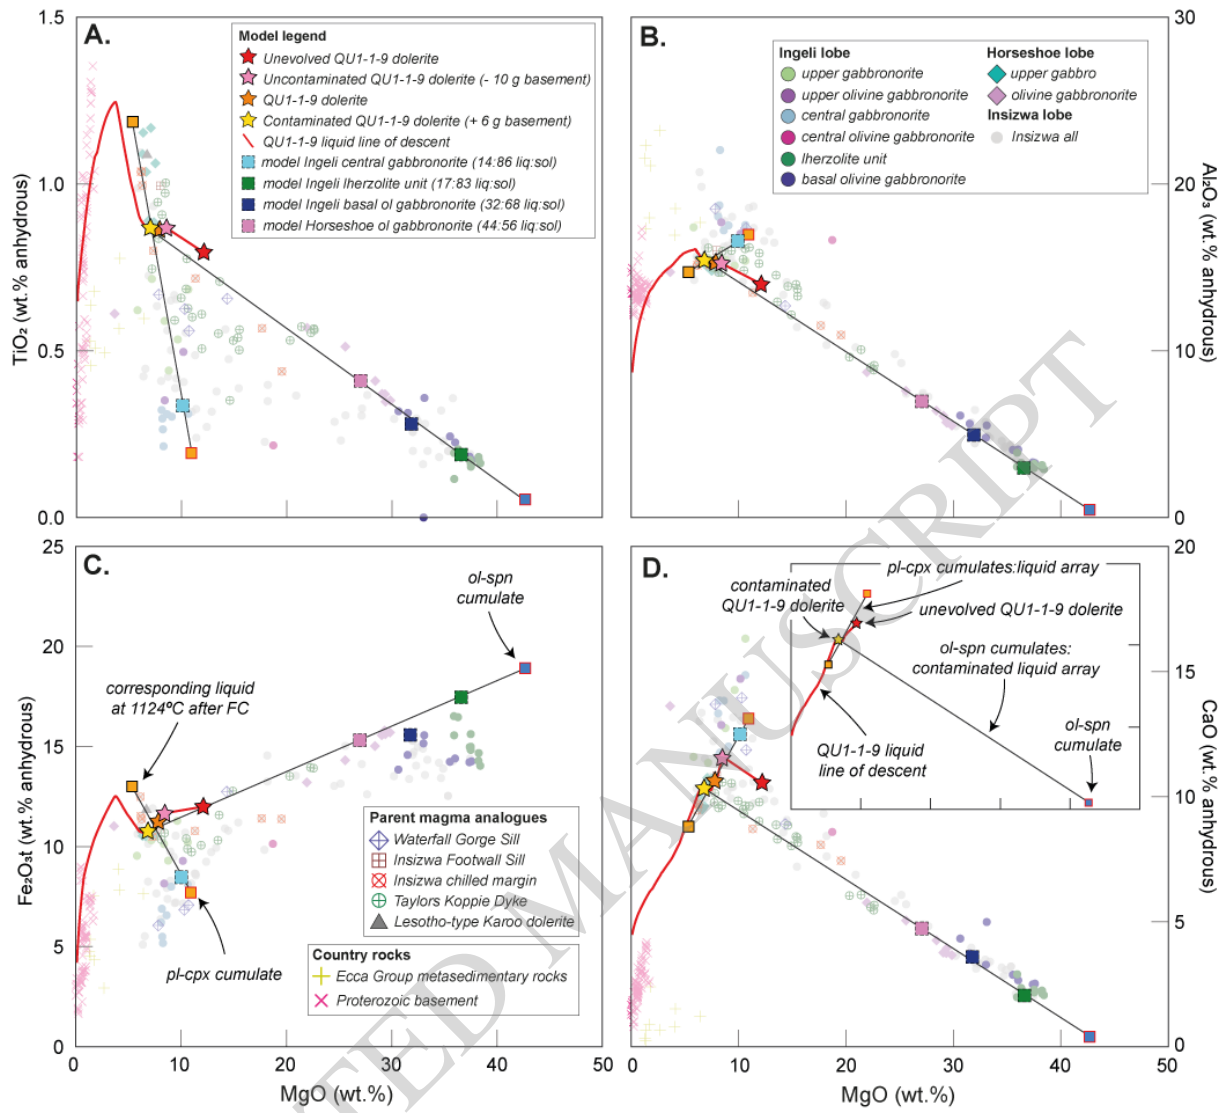 A.
1.5
1.0
0.5
0.0
TiO₂ (wt.% anhydrous)
Model legend
Unevolved QU1-1-9 dolerite
Uncontaminated QU1-1-9 dolerite (- 10 g basement)
QU1-1-9 dolerite
Contaminated QU1-1-9 dolerite (+ 6 g basement)
QU1-1-9 liquid line of descent
model Ingeli central gabbronorite (14:86 liq:sol)
model Ingeli lherzolite unit (17:83 liq:sol)
model Ingeli basal ol gabbronorite (32:68 liq:sol)
model Horseshoe ol gabbronorite (44:56 liq:sol)
B.
30
20
10
0
Al₂O₃ (wt.% anhydrous)
Ingeli lobe
upper gabbronorite
upper olivine gabbronorite
central gabbronorite
central olivine gabbronorite
lherzolite unit
basal olivine gabbronorite
Horseshoe lobe
upper gabbro
olivine gabbronorite
Insizwa lobe
Insizwa all
C.
25
20
15
10
5
0
Fe₂O₃t (wt.% anhydrous)
ol-spn
cumulate
corresponding liquid
at 1124ºC after FC
pl-cpx cumulate
Parent magma analogues
Waterfall Gorge Sill
Insizwa Footwall Sill
Insizwa chilled margin
Taylors Koppie Dyke
Lesotho-type Karoo dolerite
Country rocks
Ecca Group metasedimentary rocks
Proterozoic basement
0 10 20 30 40 50
MgO (wt.%)
D.
20
15
10
5
0
CaO (wt.% anhydrous)
contaminated
QU1-1-9 dolerite
pl-cpx cumulates:liquid array
unevolved QU1-1-9 dolerite
ol-spn cumulates:
contaminated liquid array
ol-spn
cumulate
QU1-1-9 liquid
line of descent
0 10 20 30 40 50
MgO (wt.%)
TED MANUSCRIPT